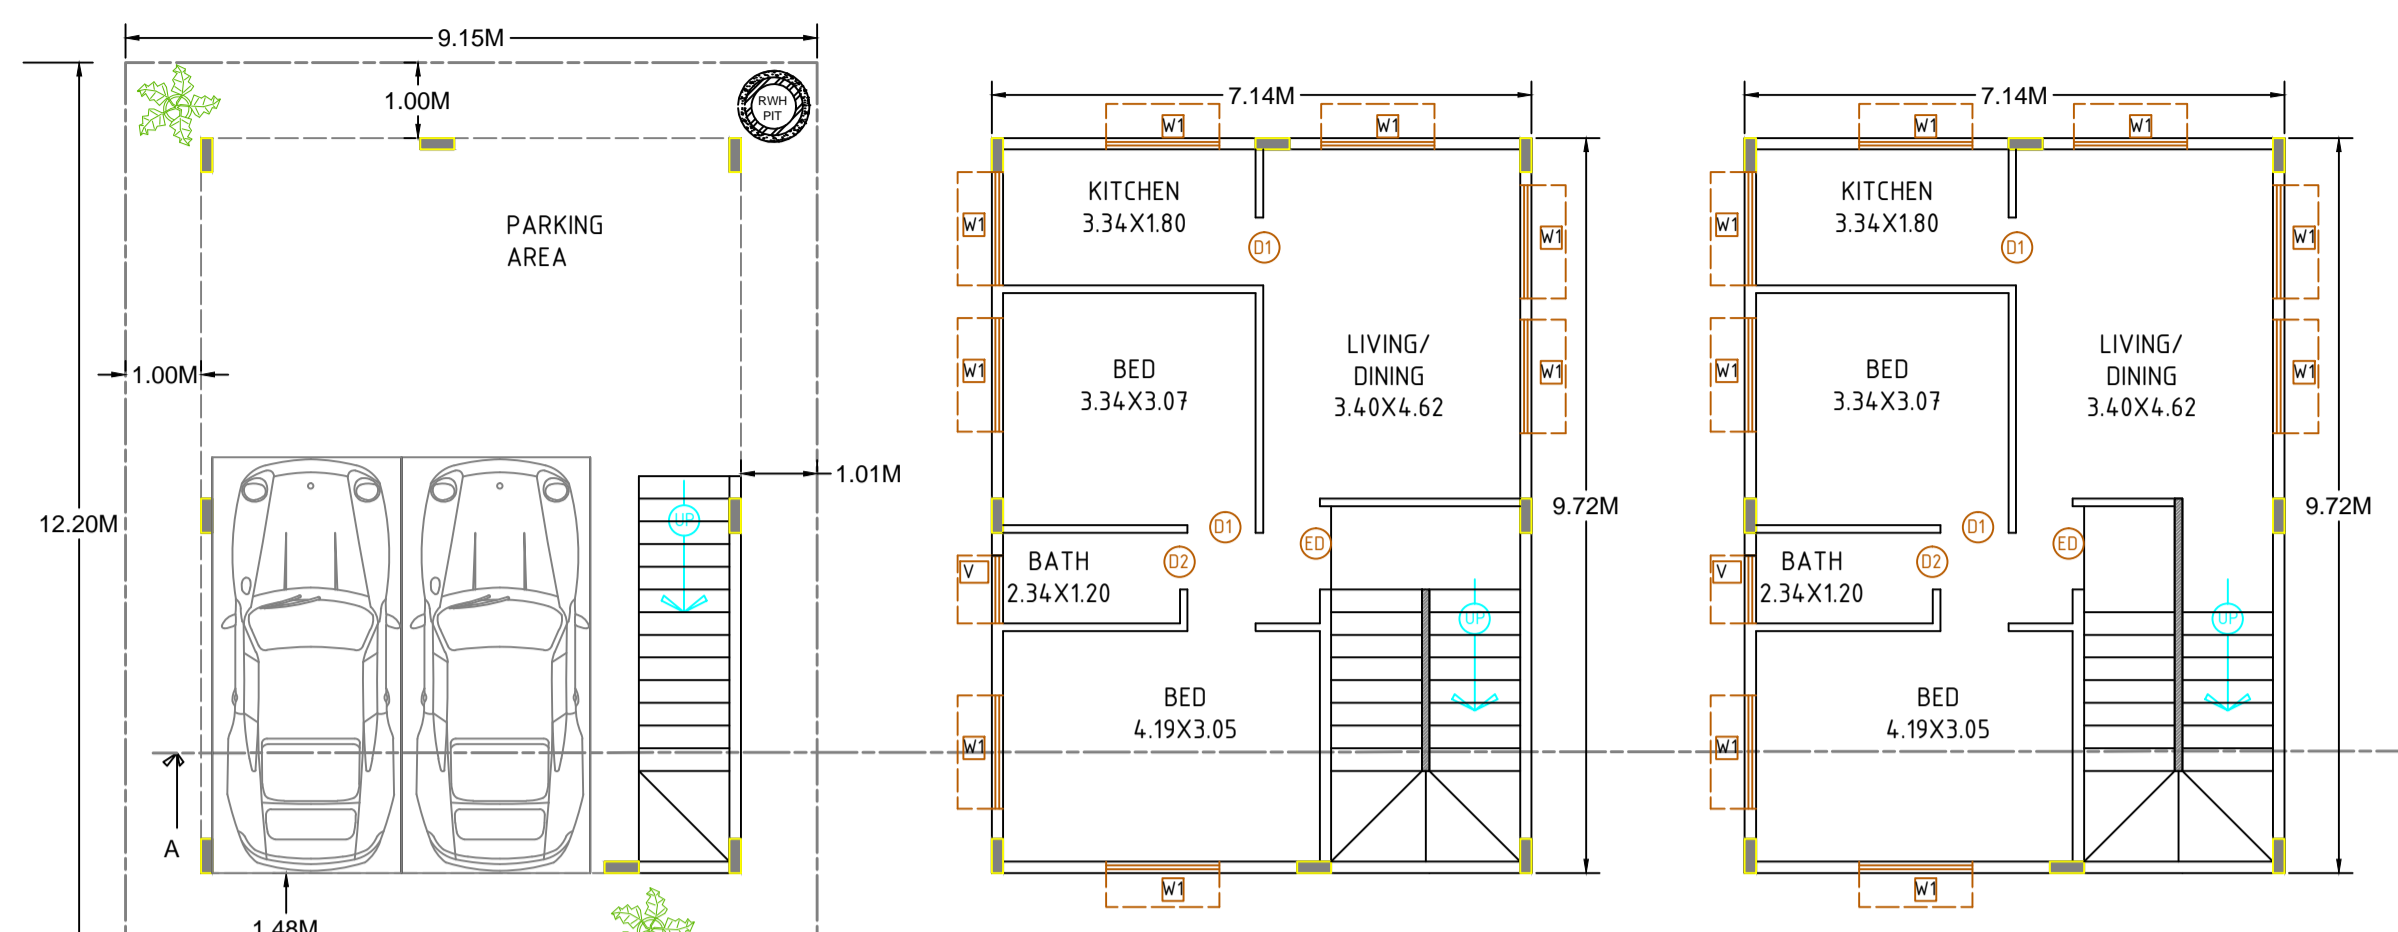 9.15M
1.00M
RWH
PIT
PARKING
AREA
1.00M
1.01M
12.20M
UP
A
1.48M
7.14M
W1
W1
KITCHEN
3.34X1.80
W1
W1
D1
LIVING/
DINING
3.40X4.62
BED
3.34X3.07
W1
W1
9.72M
D1
ED
BATH
2.34X1.20
D2
V
UP
BED
4.19X3.05
W1
W1
7.14M
W1
W1
KITCHEN
3.34X1.80
W1
W1
D1
LIVING/
DINING
3.40X4.62
BED
3.34X3.07
W1
W1
9.72M
D1
ED
BATH
2.34X1.20
D2
V
UP
BED
4.19X3.05
W1
W1